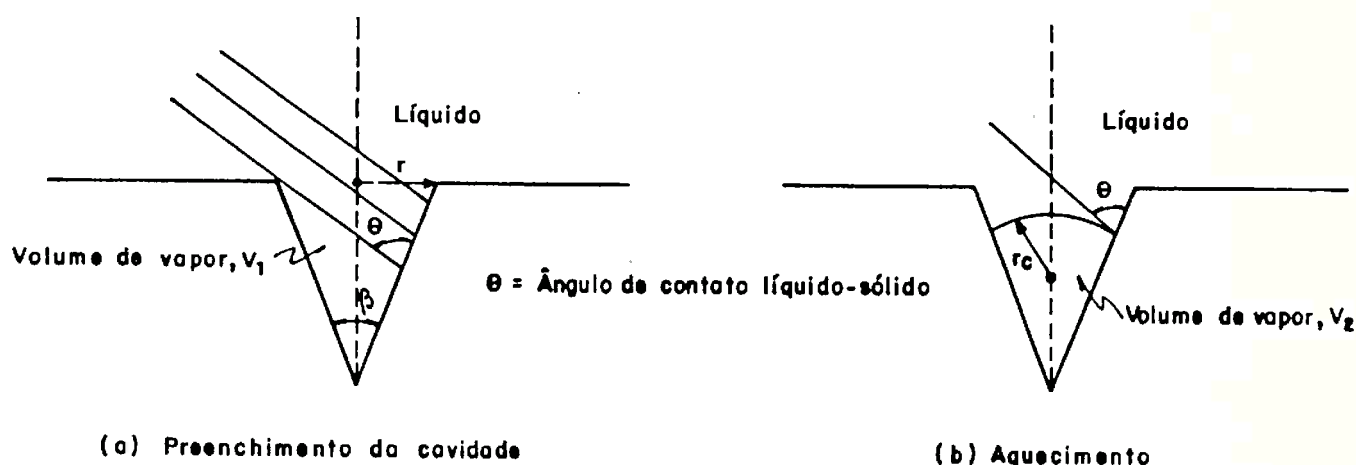 Líquido
r
θ
Volume de vapor, V₁
β
θ = Ângulo de contato líquido-sólido
(a) Preenchimento da cavidade
Líquido
θ
rc
Volume de vapor, V₂
(b) Aquecimento